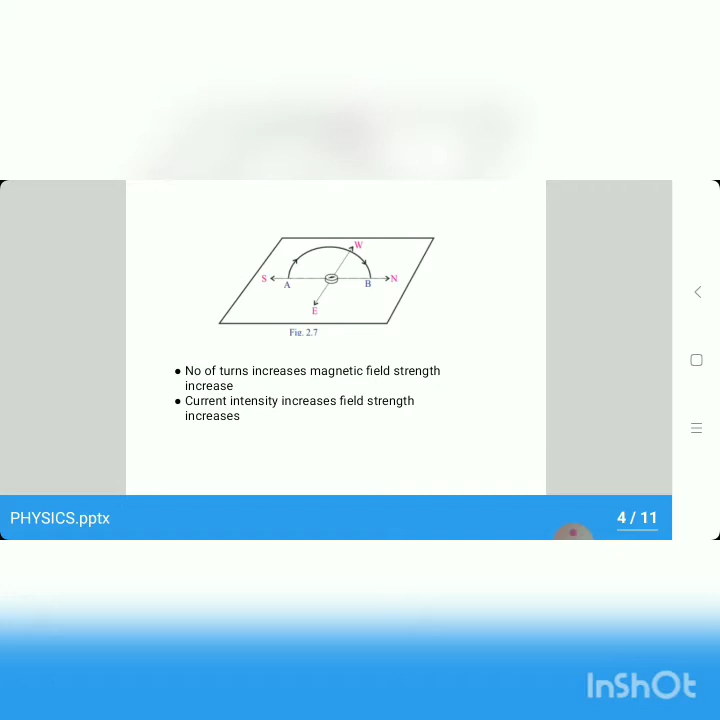 W
S
A
B
N
E
Fig. 2.7
● No of turns increases magnetic field strength
increase
● Current intensity increases field strength
increases
PHYSICS.pptx
4 / 11
InShOt